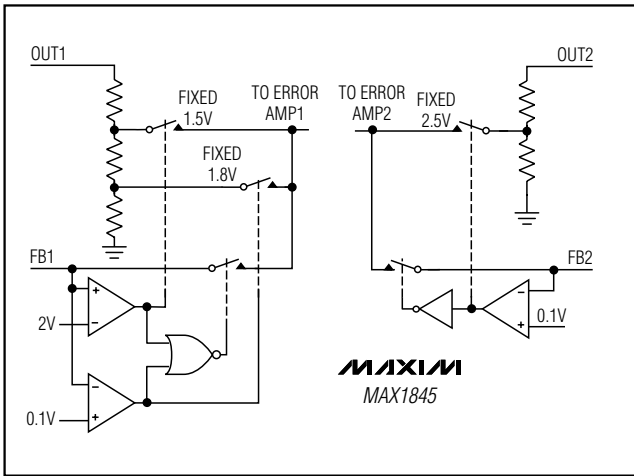 OUT1
OUT2
FIXED
1.5V
TO ERROR
AMP1
TO ERROR
AMP2
FIXED
2.5V
FIXED
1.8V
FB1
FB2
+
−
2V
−
+
0.1V
−
+
0.1V
MAXIM
MAX1845